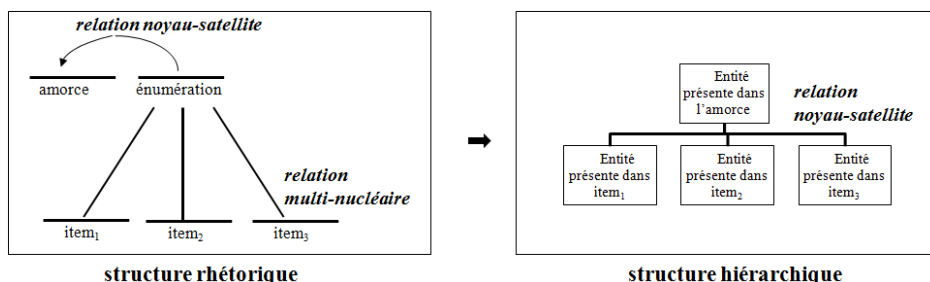 relation noyau-satellite
amorce
énumération
relation
multi-nucléaire
item1
item2
item3
structure rhétorique
➡
Entité
présente dans
l'amorce
relation
noyau-satellite
Entité
présente dans
item1
Entité
présente dans
item2
Entité
présente dans
item3
structure hiérarchique